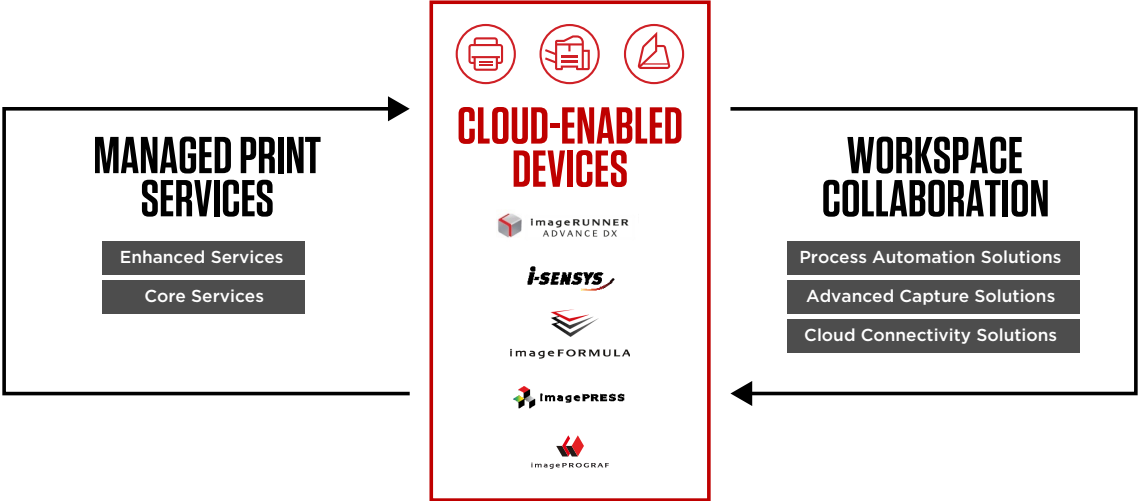 MANAGED PRINT
SERVICES
Enhanced Services
Core Services
CLOUD-ENABLED
DEVICES
imageRUNNER
ADVANCE DX
i-SENSYS
imageFORMULA
imagePRESS
imagePROGRAF
WORKSPACE
COLLABORATION
Process Automation Solutions
Advanced Capture Solutions
Cloud Connectivity Solutions